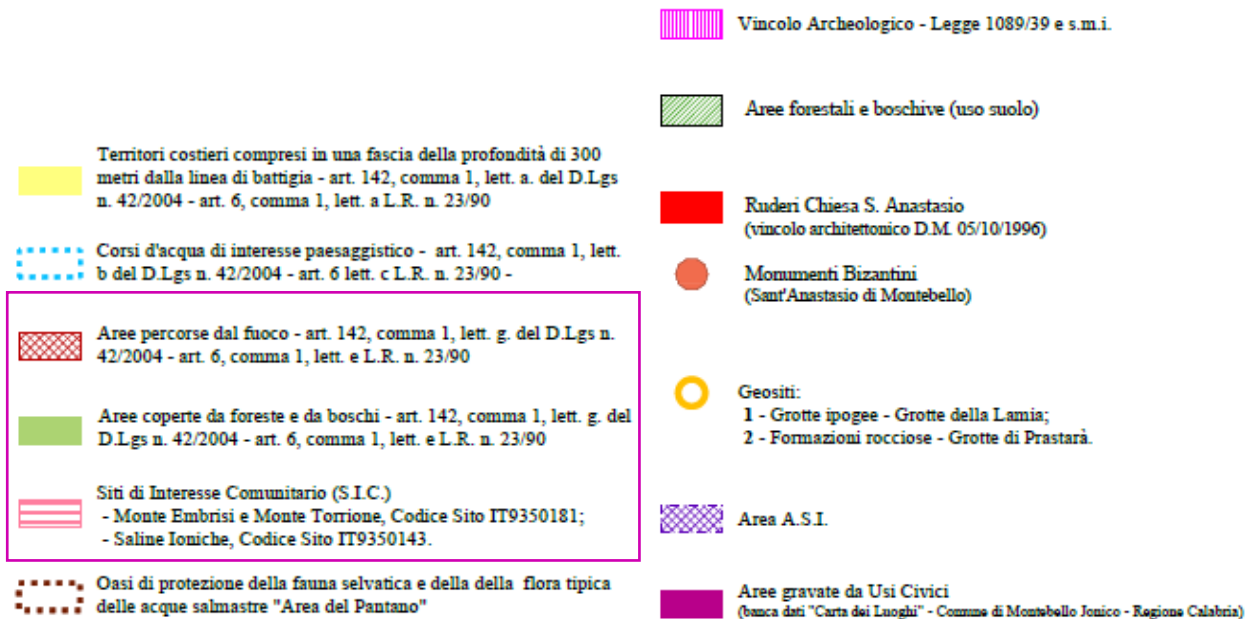 Territori costieri compresi in una fascia della profondità di 300
metri dalla linea di battigia - art. 142, comma 1, lett. a. del D.Lgs
n. 42/2004 - art. 6, comma 1, lett. a L.R. n. 23/90
Corsi d'acqua di interesse paesaggistico - art. 142, comma 1, lett.
b del D.Lgs n. 42/2004 - art. 6 lett. c L.R. n. 23/90 -
Aree percorse dal fuoco - art. 142, comma 1, lett. g. del D.Lgs n.
42/2004 - art. 6, comma 1, lett. e L.R. n. 23/90
Aree coperte da foreste e da boschi - art. 142, comma 1, lett. g. del
D.Lgs n. 42/2004 - art. 6, comma 1, lett. e L.R. n. 23/90
Siti di Interesse Comunitario (S.I.C.)
- Monte Embrisi e Monte Torrione, Codice Sito IT9350181;
- Saline Ioniche, Codice Sito IT9350143.
Oasi di protezione della fauna selvatica e della della flora tipica
delle acque salmastre "Area del Pantano"
Vincolo Archeologico - Legge 1089/39 e s.m.i.
Aree forestali e boschive (uso suolo)
Ruderi Chiesa S. Anastasio
(vincolo architettonico D.M. 05/10/1996)
Monumenti Bizantini
(Sant'Anastasio di Montebello)
Geositi:
1 - Grotte ipogee - Grotte della Lamia;
2 - Formazioni rocciose - Grotte di Prastarà.
Area A.S.I.
Aree gravate da Usi Civici
(banca dati "Carta dei Luoghi" - Comune di Montebello Jonico - Regione Calabria)